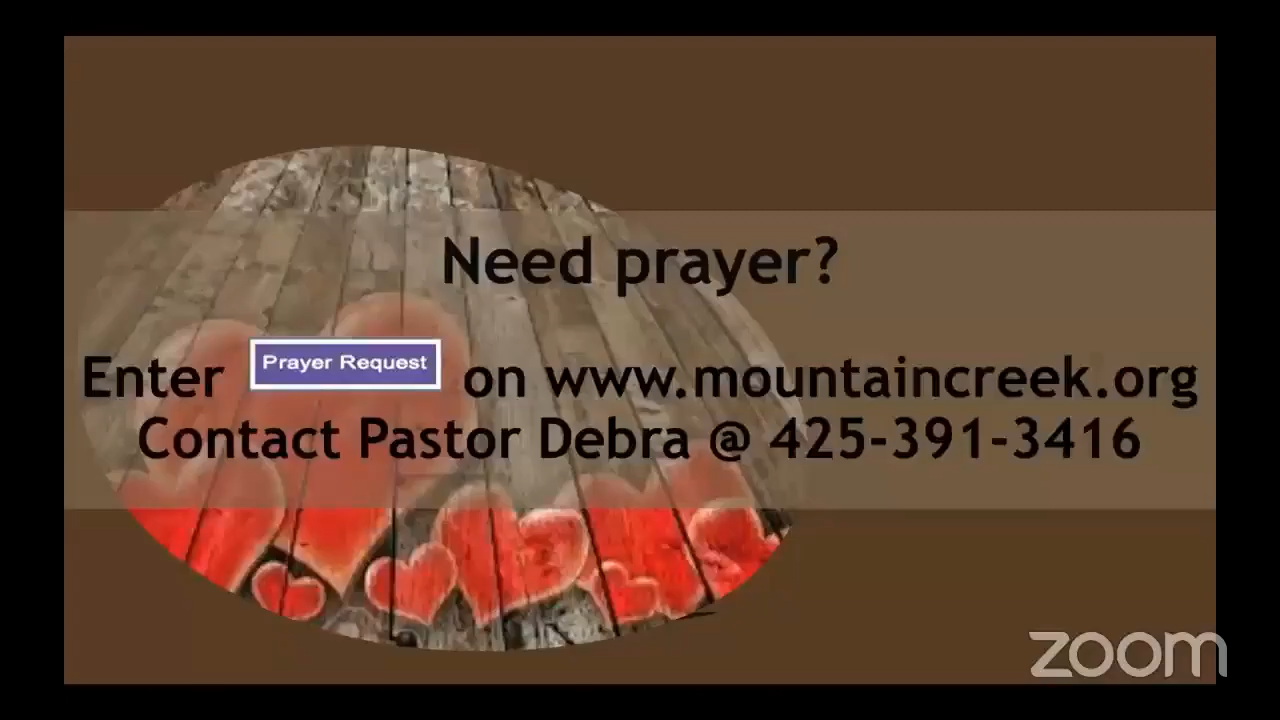 Need prayer?
Enter Prayer Request on www.mountaincreek.org
Contact Pastor Debra @ 425-391-3416
zoom